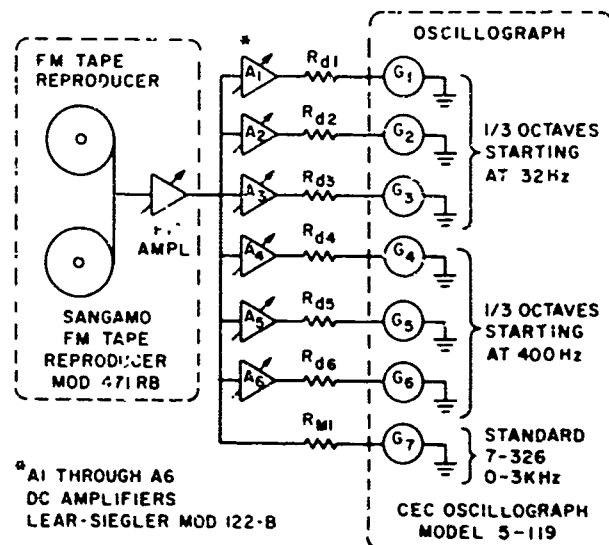 FM TAPE
REPRODUCER
AMPL
SANGAMO
FM TAPE
REPRODUCER
MOD 471RB
*
A1
A2
A3
A4
A5
A6
Rd1
Rd2
Rd3
Rd4
Rd5
Rd6
RM1
OSCILLOGRAPH
G1
G2
G3
G4
G5
G6
G7
1/3 OCTAVES
STARTING
AT 32Hz
1/3 OCTAVES
STARTING
AT 400Hz
STANDARD
7-326
0-3KHz
CEC OSCILLOGRAPH
MODEL 5-119
*A1 THROUGH A6
DC AMPLIFIERS
LEAR-SIEGLER MOD 122-B